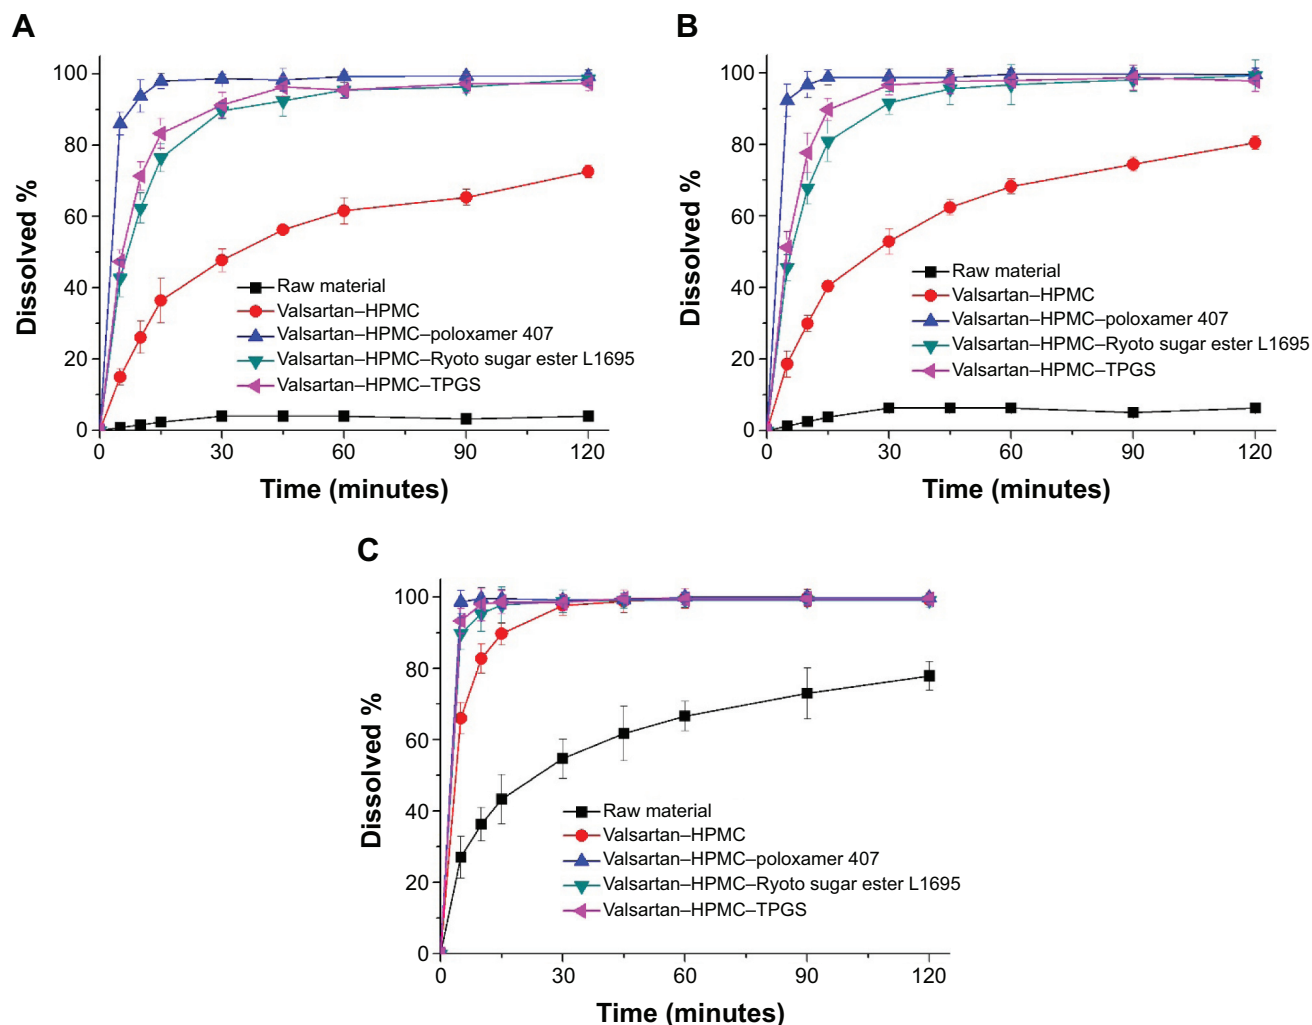 A
Dissolved %
100
80
60
40
20
0
Raw material
Valsartan–HPMC
Valsartan–HPMC–poloxamer 407
Valsartan–HPMC–Ryoto sugar ester L1695
Valsartan–HPMC–TPGS
0 30 60 90 120
Time (minutes)
B
Dissolved %
100
80
60
40
20
0
Raw material
Valsartan–HPMC
Valsartan–HPMC–poloxamer 407
Valsartan–HPMC–Ryoto sugar ester L1695
Valsartan–HPMC–TPGS
0 30 60 90 120
Time (minutes)
C
Dissolved %
100
80
60
40
20
0
Raw material
Valsartan–HPMC
Valsartan–HPMC–poloxamer 407
Valsartan–HPMC–Ryoto sugar ester L1695
Valsartan–HPMC–TPGS
0 30 60 90 120
Time (minutes)